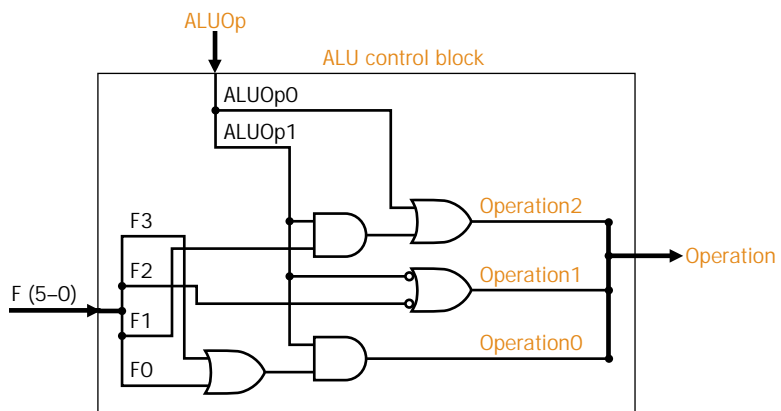 ALUOp
ALU control block
ALUOp0
ALUOp1
Operation2
F3
Operation
F2
Operation1
F (5–0)
F1
Operation0
F0